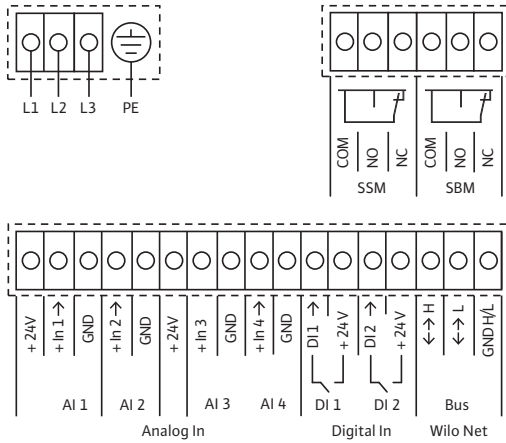 L1 L2 L3 PE
COM NO NC COM NO NC
SSM SBM
+ 24V + In 1 → GND + In 2 → GND + 24V + In 3 GND + In 4 → GND DI 1 → + 24 V DI 2 → + 24 V ←→ H ←→ L GND H/L
AI 1 AI 2 AI 3 AI 4 DI 1 DI 2 Bus
Analog In Digital In Wilo Net